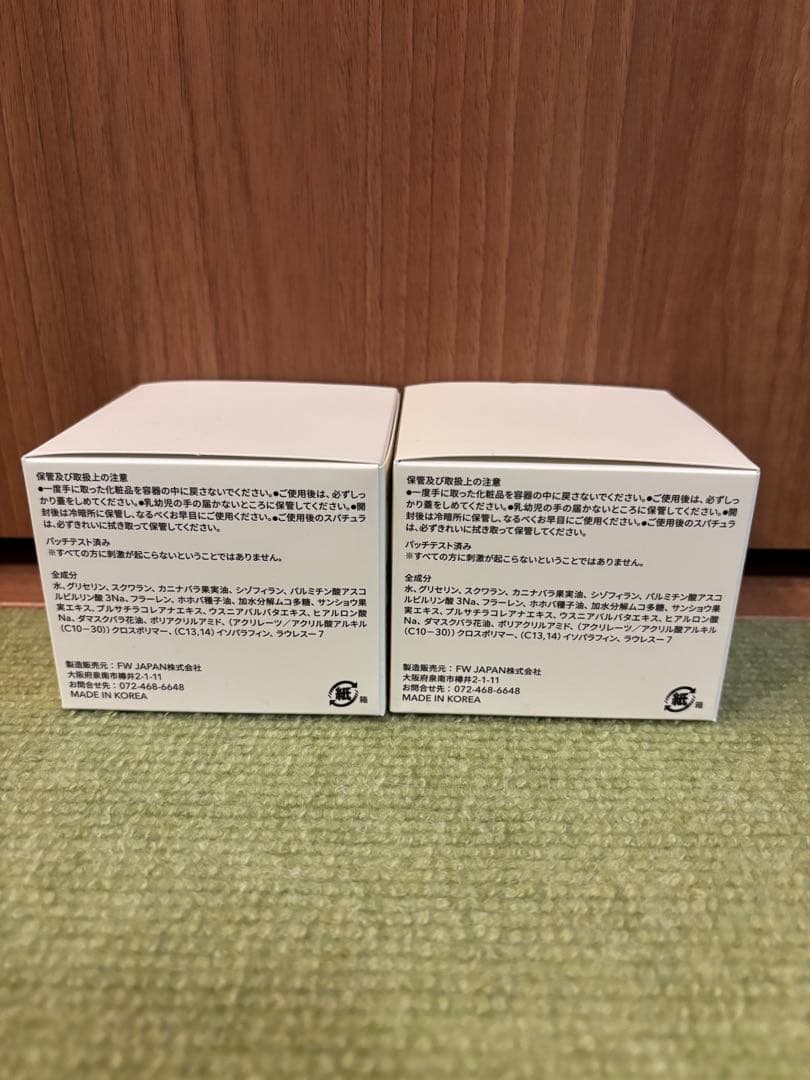 保管及び取扱上の注意
●一度手に取った化粧品を容器の中に戻さないでください。●ご使用後は、必ずしっ
かり蓋をしめてください。●乳幼児の手の届かないところに保管してください。●開
封後は冷暗所に保管し、なるべくお早目にご使用ください。●ご使用後のスパチュラ
は、必ずきれいに拭き取って保管してください。
パッチテスト済み
※すべての方に刺激が起こらないということではありません。
全成分
水、グリセリン、スクワラン、カニナバラ果実油、シゾフィラン、パルミチン酸アスコ
ルビルリン酸 3Na、フラーレン、ホホバ種子油、加水分解ムコ多糖、サンショウ果
実エキス、プルサチラコレアナエキス、ウスニアバルバタエキス、ヒアルロン酸
Na、ダマスクバラ花油、ポリアクリルアミド、（アクリレーツ／アクリル酸アルキル
（C10－30））クロスポリマー、（C13,14）イソパラフィン、ラウレス－7
製造販売元：FW JAPAN株式会社
大阪府泉南市樽井2-1-11
お問合せ先：072-468-6648
MADE IN KOREA
紙
箱
保管及び取扱上の注意
●一度手に取った化粧品を容器の中に戻さないでください。●ご使用後は、必ずしっ
かり蓋をしめてください。●乳幼児の手の届かないところに保管してください。●開
封後は冷暗所に保管し、なるべくお早目にご使用ください。●ご使用後のスパチュラ
は、必ずきれいに拭き取って保管してください。
パッチテスト済み
※すべての方に刺激が起こらないということではありません。
全成分
水、グリセリン、スクワラン、カニナバラ果実油、シゾフィラン、パルミチン酸アスコ
ルビルリン酸 3Na、フラーレン、ホホバ種子油、加水分解ムコ多糖、サンショウ果
実エキス、プルサチラコレアナエキス、ウスニアバルバタエキス、ヒアルロン酸
Na、ダマスクバラ花油、ポリアクリルアミド、（アクリレーツ／アクリル酸アルキル
（C10－30））クロスポリマー、（C13,14）イソパラフィン、ラウレス－7
製造販売元：FW JAPAN株式会社
大阪府泉南市樽井2-1-11
お問合せ先：072-468-6648
MADE IN KOREA
紙
箱